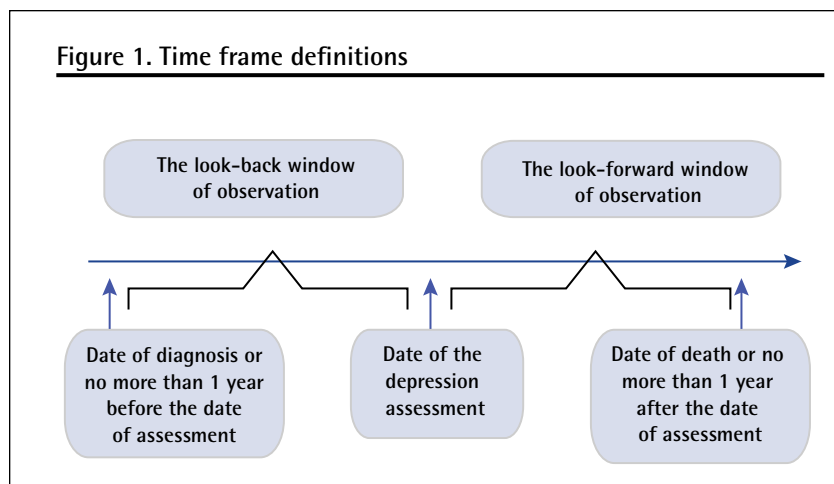 Figure 1. Time frame definitions
The look-back window
of observation
The look-forward window
of observation
Date of diagnosis or
no more than 1 year
before the date
of assessment
Date of the
depression
assessment
Date of death or no
more than 1 year
after the date
of assessment